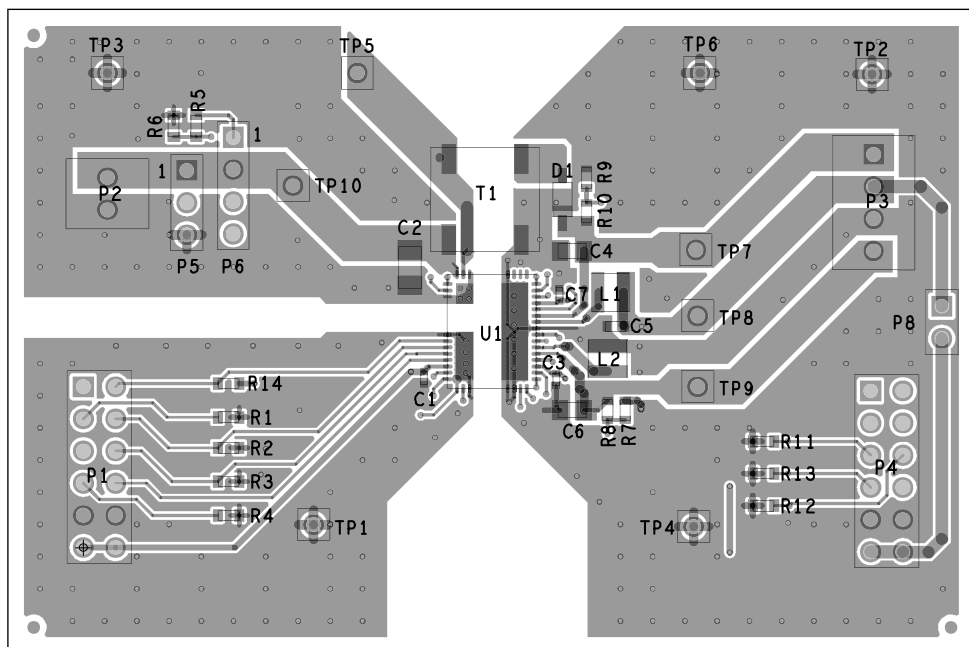 TP3
TP5
TP6
TP2
R6
R5
1
1
P2
TP10
P5
P6
T1
D1
R9
R10
P3
C2
C4
TP7
C7
L1
TP8
P8
U1
C5
C3
L2
TP9
R14
C1
R1
C6
R8
R7
R2
R11
P1
R3
R13
P4
R4
R12
TP1
TP4